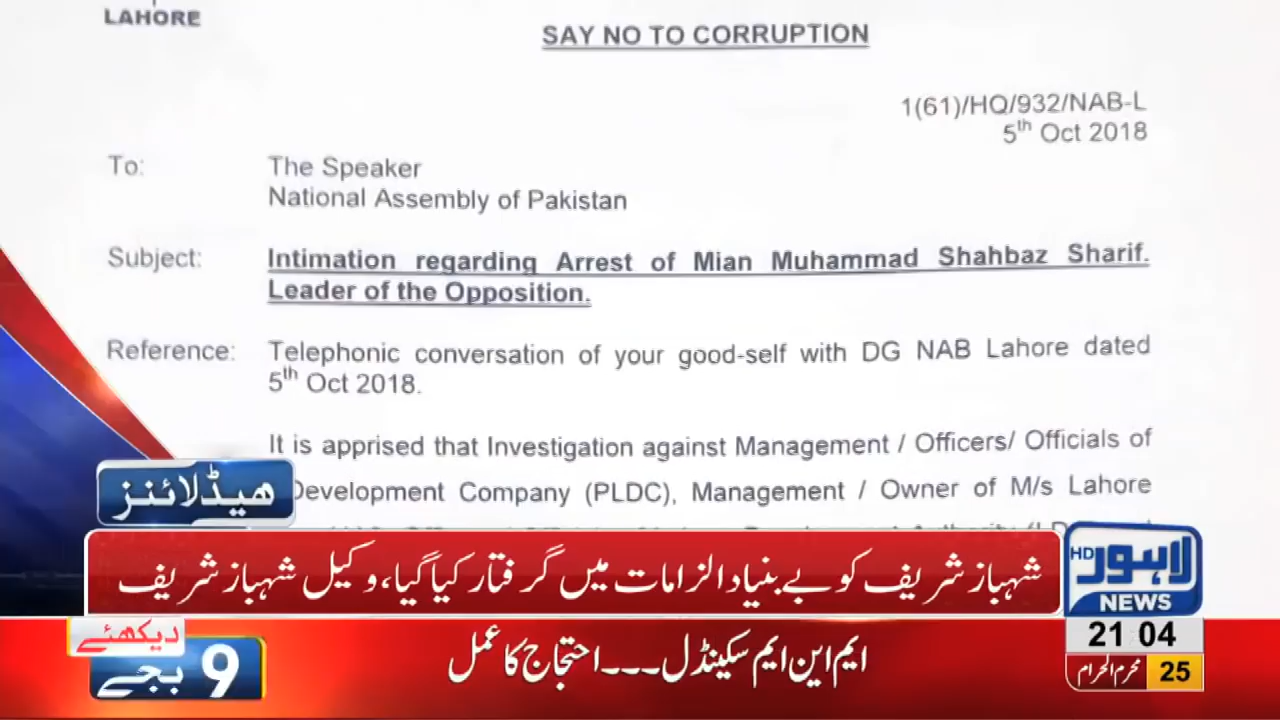 LAHORE
SAY NO TO CORRUPTION
1(61)/HQ/932/NAB-L
5th Oct 2018
To: The Speaker
National Assembly of Pakistan
Subject: Intimation regarding Arrest of Mian Muhammad Shahbaz Sharif.
Leader of the Opposition.
Reference: Telephonic conversation of your good-self with DG NAB Lahore dated
5th Oct 2018.
It is apprised that Investigation against Management / Officers/ Officials of
Development Company (PLDC), Management / Owner of M/s Lahore
ھیڈلائنز
شہباز شریف کو بے بنیاد الزامات میں گرفتار کیا گیا، وکیل شہباز شریف
لاہور HD
NEWS
21 04
دیکھئے
9 بجے
ایم این ایم سکینڈل۔۔۔احتجاج کا عمل
25 محرم الحرام